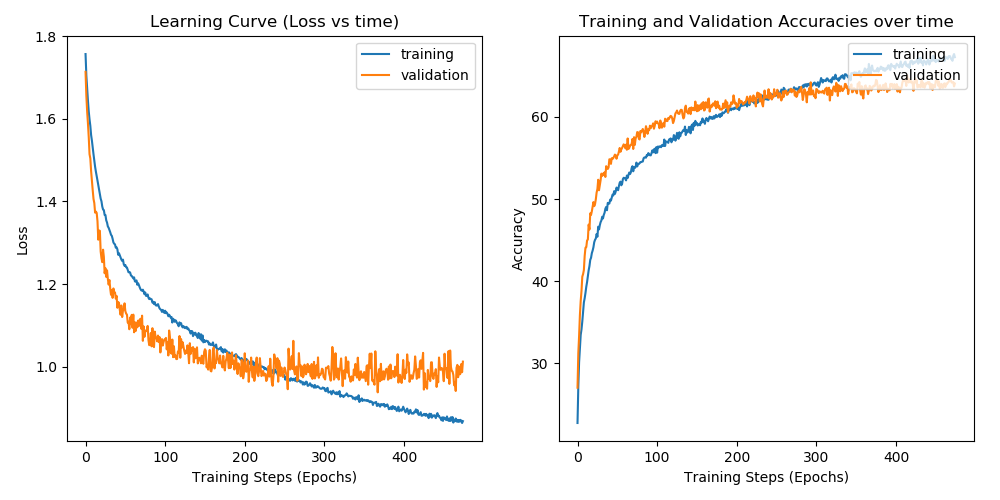 Learning Curve (Loss vs time)
1.8
1.6
1.4
1.2
1.0
Loss
0
100
200
300
400
Training Steps (Epochs)
training
validation
Training and Validation Accuracies over time
60
50
40
30
Accuracy
0
100
200
300
400
Training Steps (Epochs)
training
validation